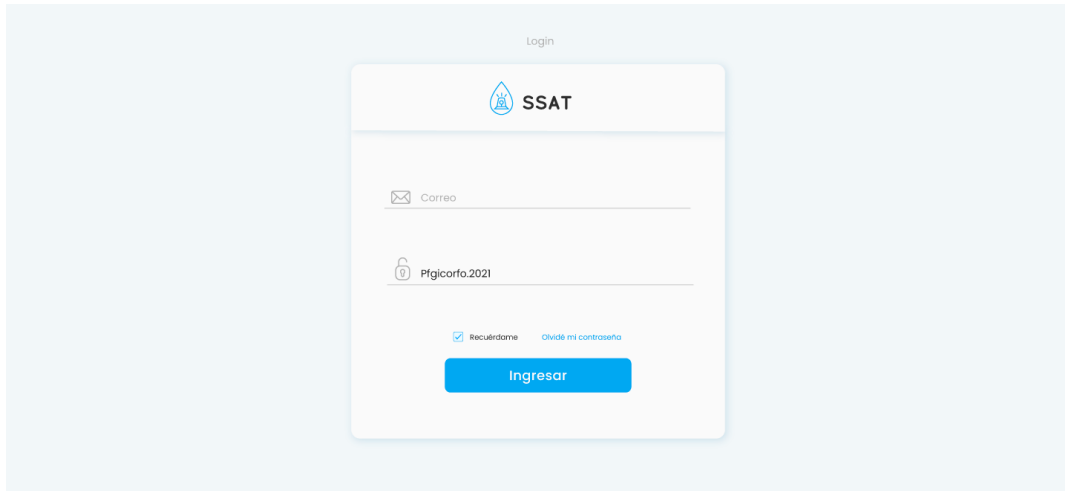 Login
SSAT
Correo
Pfgicorfo.2021
Recuérdame Olvidé mi contraseña
Ingresar